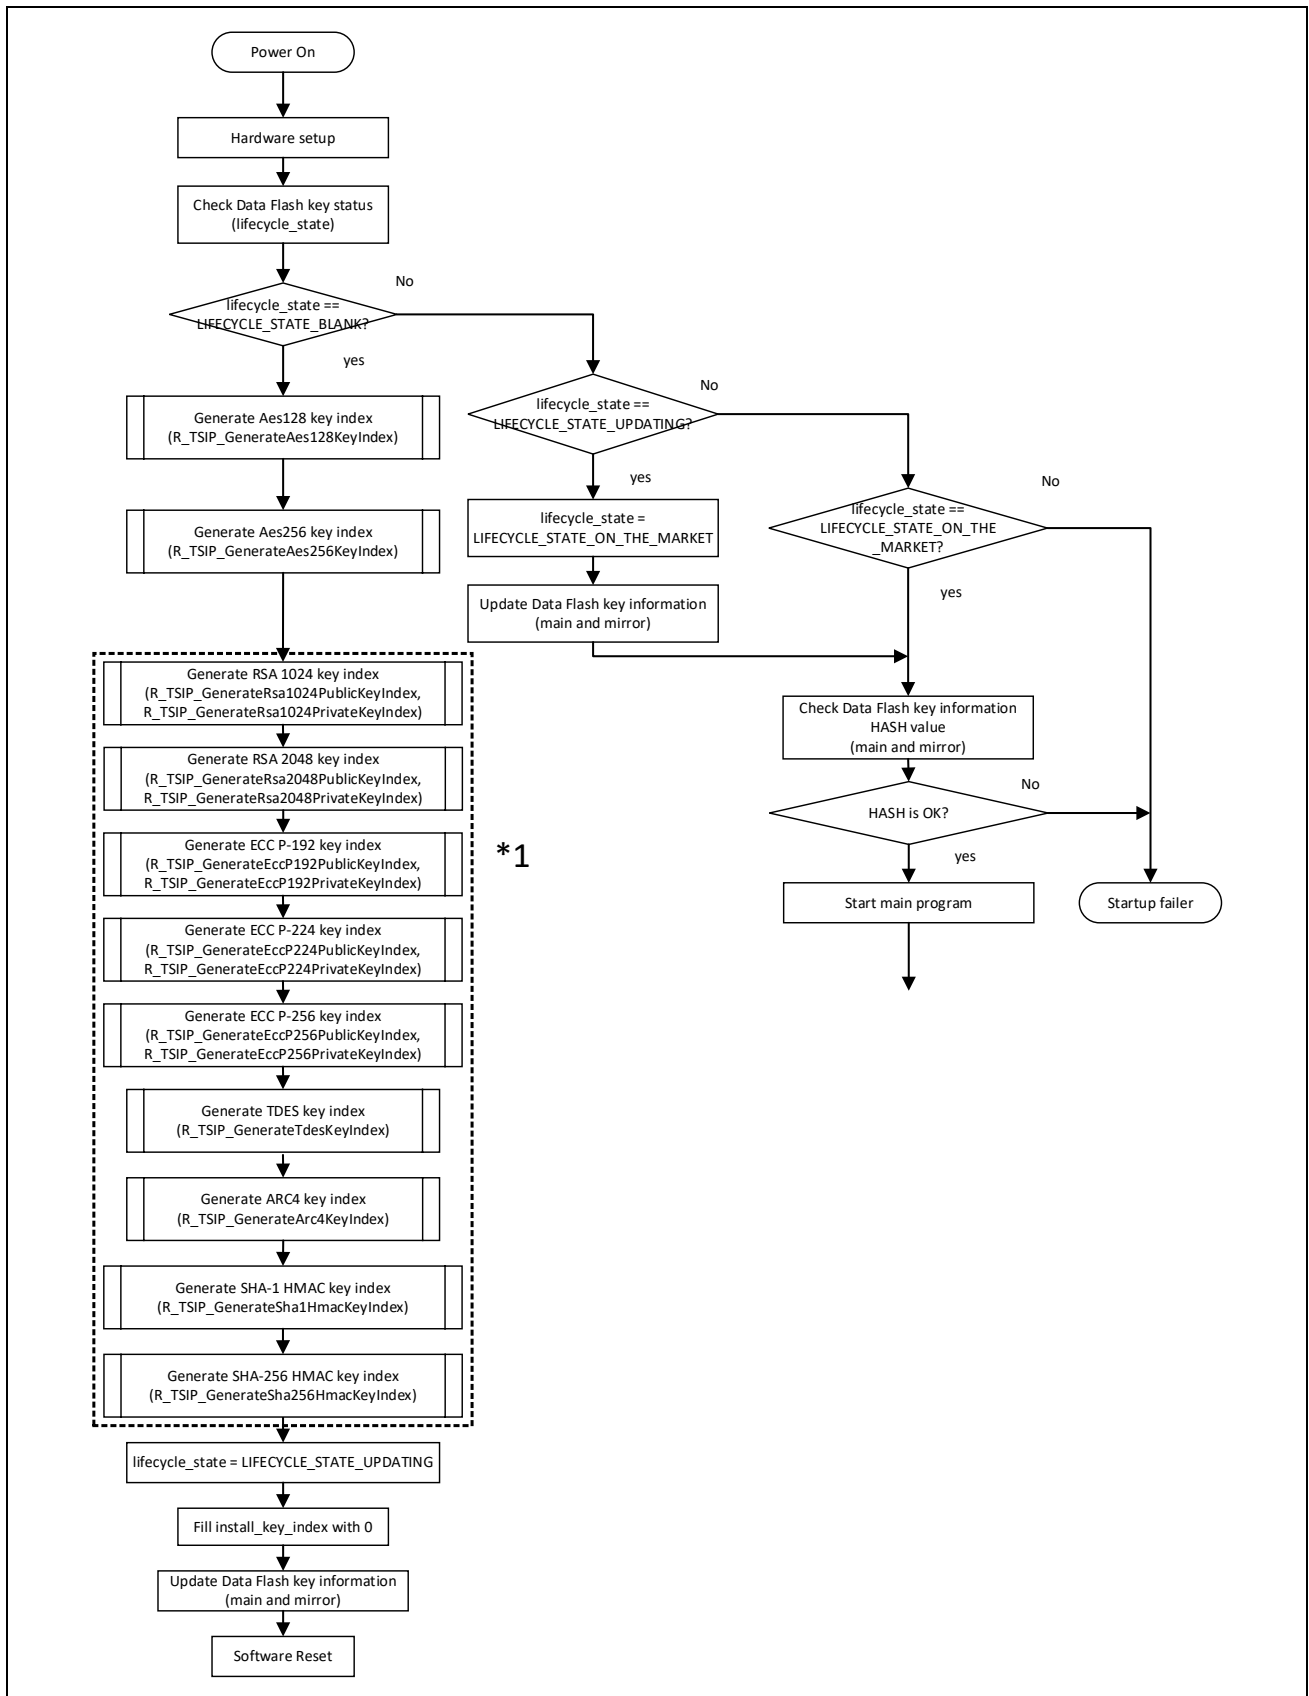 Power On
Hardware setup
Check Data Flash key status
(lifecycle_state)
lifecycle_state ==
LIFECYCLE_STATE_BLANK?
No
yes
Generate Aes128 key index
(R_TSIP_GenerateAes128KeyIndex)
Generate Aes256 key index
(R_TSIP_GenerateAes256KeyIndex)
Generate RSA 1024 key index
(R_TSIP_GenerateRsa1024PublicKeyIndex,
R_TSIP_GenerateRsa1024PrivateKeyIndex)
Generate RSA 2048 key index
(R_TSIP_GenerateRsa2048PublicKeyIndex,
R_TSIP_GenerateRsa2048PrivateKeyIndex)
Generate ECC P-192 key index
(R_TSIP_GenerateEccP192PublicKeyIndex,
R_TSIP_GenerateEccP192PrivateKeyIndex)
*1
Generate ECC P-224 key index
(R_TSIP_GenerateEccP224PublicKeyIndex,
R_TSIP_GenerateEccP224PrivateKeyIndex)
Generate ECC P-256 key index
(R_TSIP_GenerateEccP256PublicKeyIndex,
R_TSIP_GenerateEccP256PrivateKeyIndex)
Generate TDES key index
(R_TSIP_GenerateTdesKeyIndex)
Generate ARC4 key index
(R_TSIP_GenerateArc4KeyIndex)
Generate SHA-1 HMAC key index
(R_TSIP_GenerateSha1HmacKeyIndex)
Generate SHA-256 HMAC key index
(R_TSIP_GenerateSha256HmacKeyIndex)
lifecycle_state = LIFECYCLE_STATE_UPDATING
Fill install_key_index with 0
Update Data Flash key information
(main and mirror)
Software Reset
lifecycle_state ==
LIFECYCLE_STATE_UPDATING?
No
yes
lifecycle_state =
LIFECYCLE_STATE_ON_THE_MARKET
Update Data Flash key information
(main and mirror)
lifecycle_state ==
LIFECYCLE_STATE_ON_THE
_MARKET?
No
yes
Check Data Flash key information
HASH value
(main and mirror)
HASH is OK?
No
yes
Start main program
Startup failer